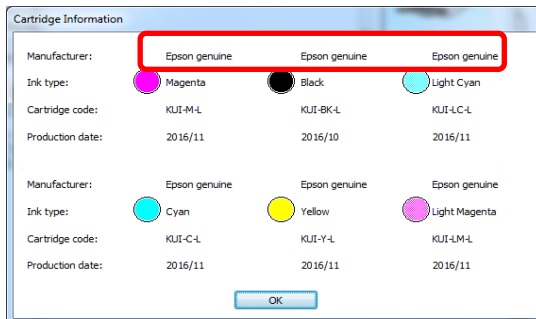 Cartridge Information
Manufacturer: Epson genuine Epson genuine Epson genuine
Ink type: Magenta Black Light Cyan
Cartridge code: KUI-M-L KUI-BK-L KUI-LC-L
Production date: 2016/11 2016/10 2016/11
Manufacturer: Epson genuine Epson genuine Epson genuine
Ink type: Cyan Yellow Light Magenta
Cartridge code: KUI-C-L KUI-Y-L KUI-LM-L
Production date: 2016/11 2016/11 2016/11
OK